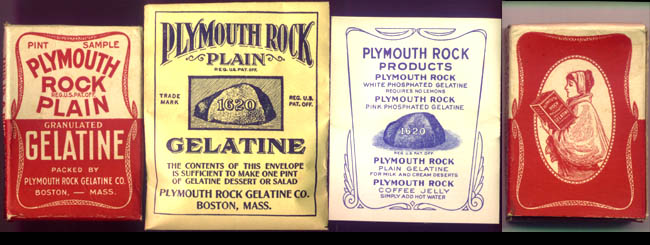 PINT SAMPLE
PLYMOUTH
ROCK
REG.U.S.PAT.OFF.
PLAIN
GRANULATED
GELATINE
PACKED BY
PLYMOUTH ROCK GELATINE CO.
BOSTON, — MASS.
PLYMOUTH ROCK
PLAIN
REG. U.S. PAT. OFF.
TRADE
MARK
REG. U.S.
PAT. OFF.
1620
GELATINE
THE CONTENTS OF THIS ENVELOPE
IS SUFFICIENT TO MAKE ONE PINT
OF GELATINE DESSERT OR SALAD
PLYMOUTH ROCK GELATINE CO.
BOSTON, MASS.
PLYMOUTH ROCK
PRODUCTS
PLYMOUTH ROCK
WHITE PHOSPHATED GELATINE
REQUIRES NO LEMONS
PLYMOUTH ROCK
PINK PHOSPHATED GELATINE
1620
REG. U.S. PAT. OFF.
PLYMOUTH ROCK
PLAIN GELATINE
FOR MILK AND CREAM DESERTS
PLYMOUTH ROCK
COFFEE JELLY
SIMPLY ADD HOT WATER